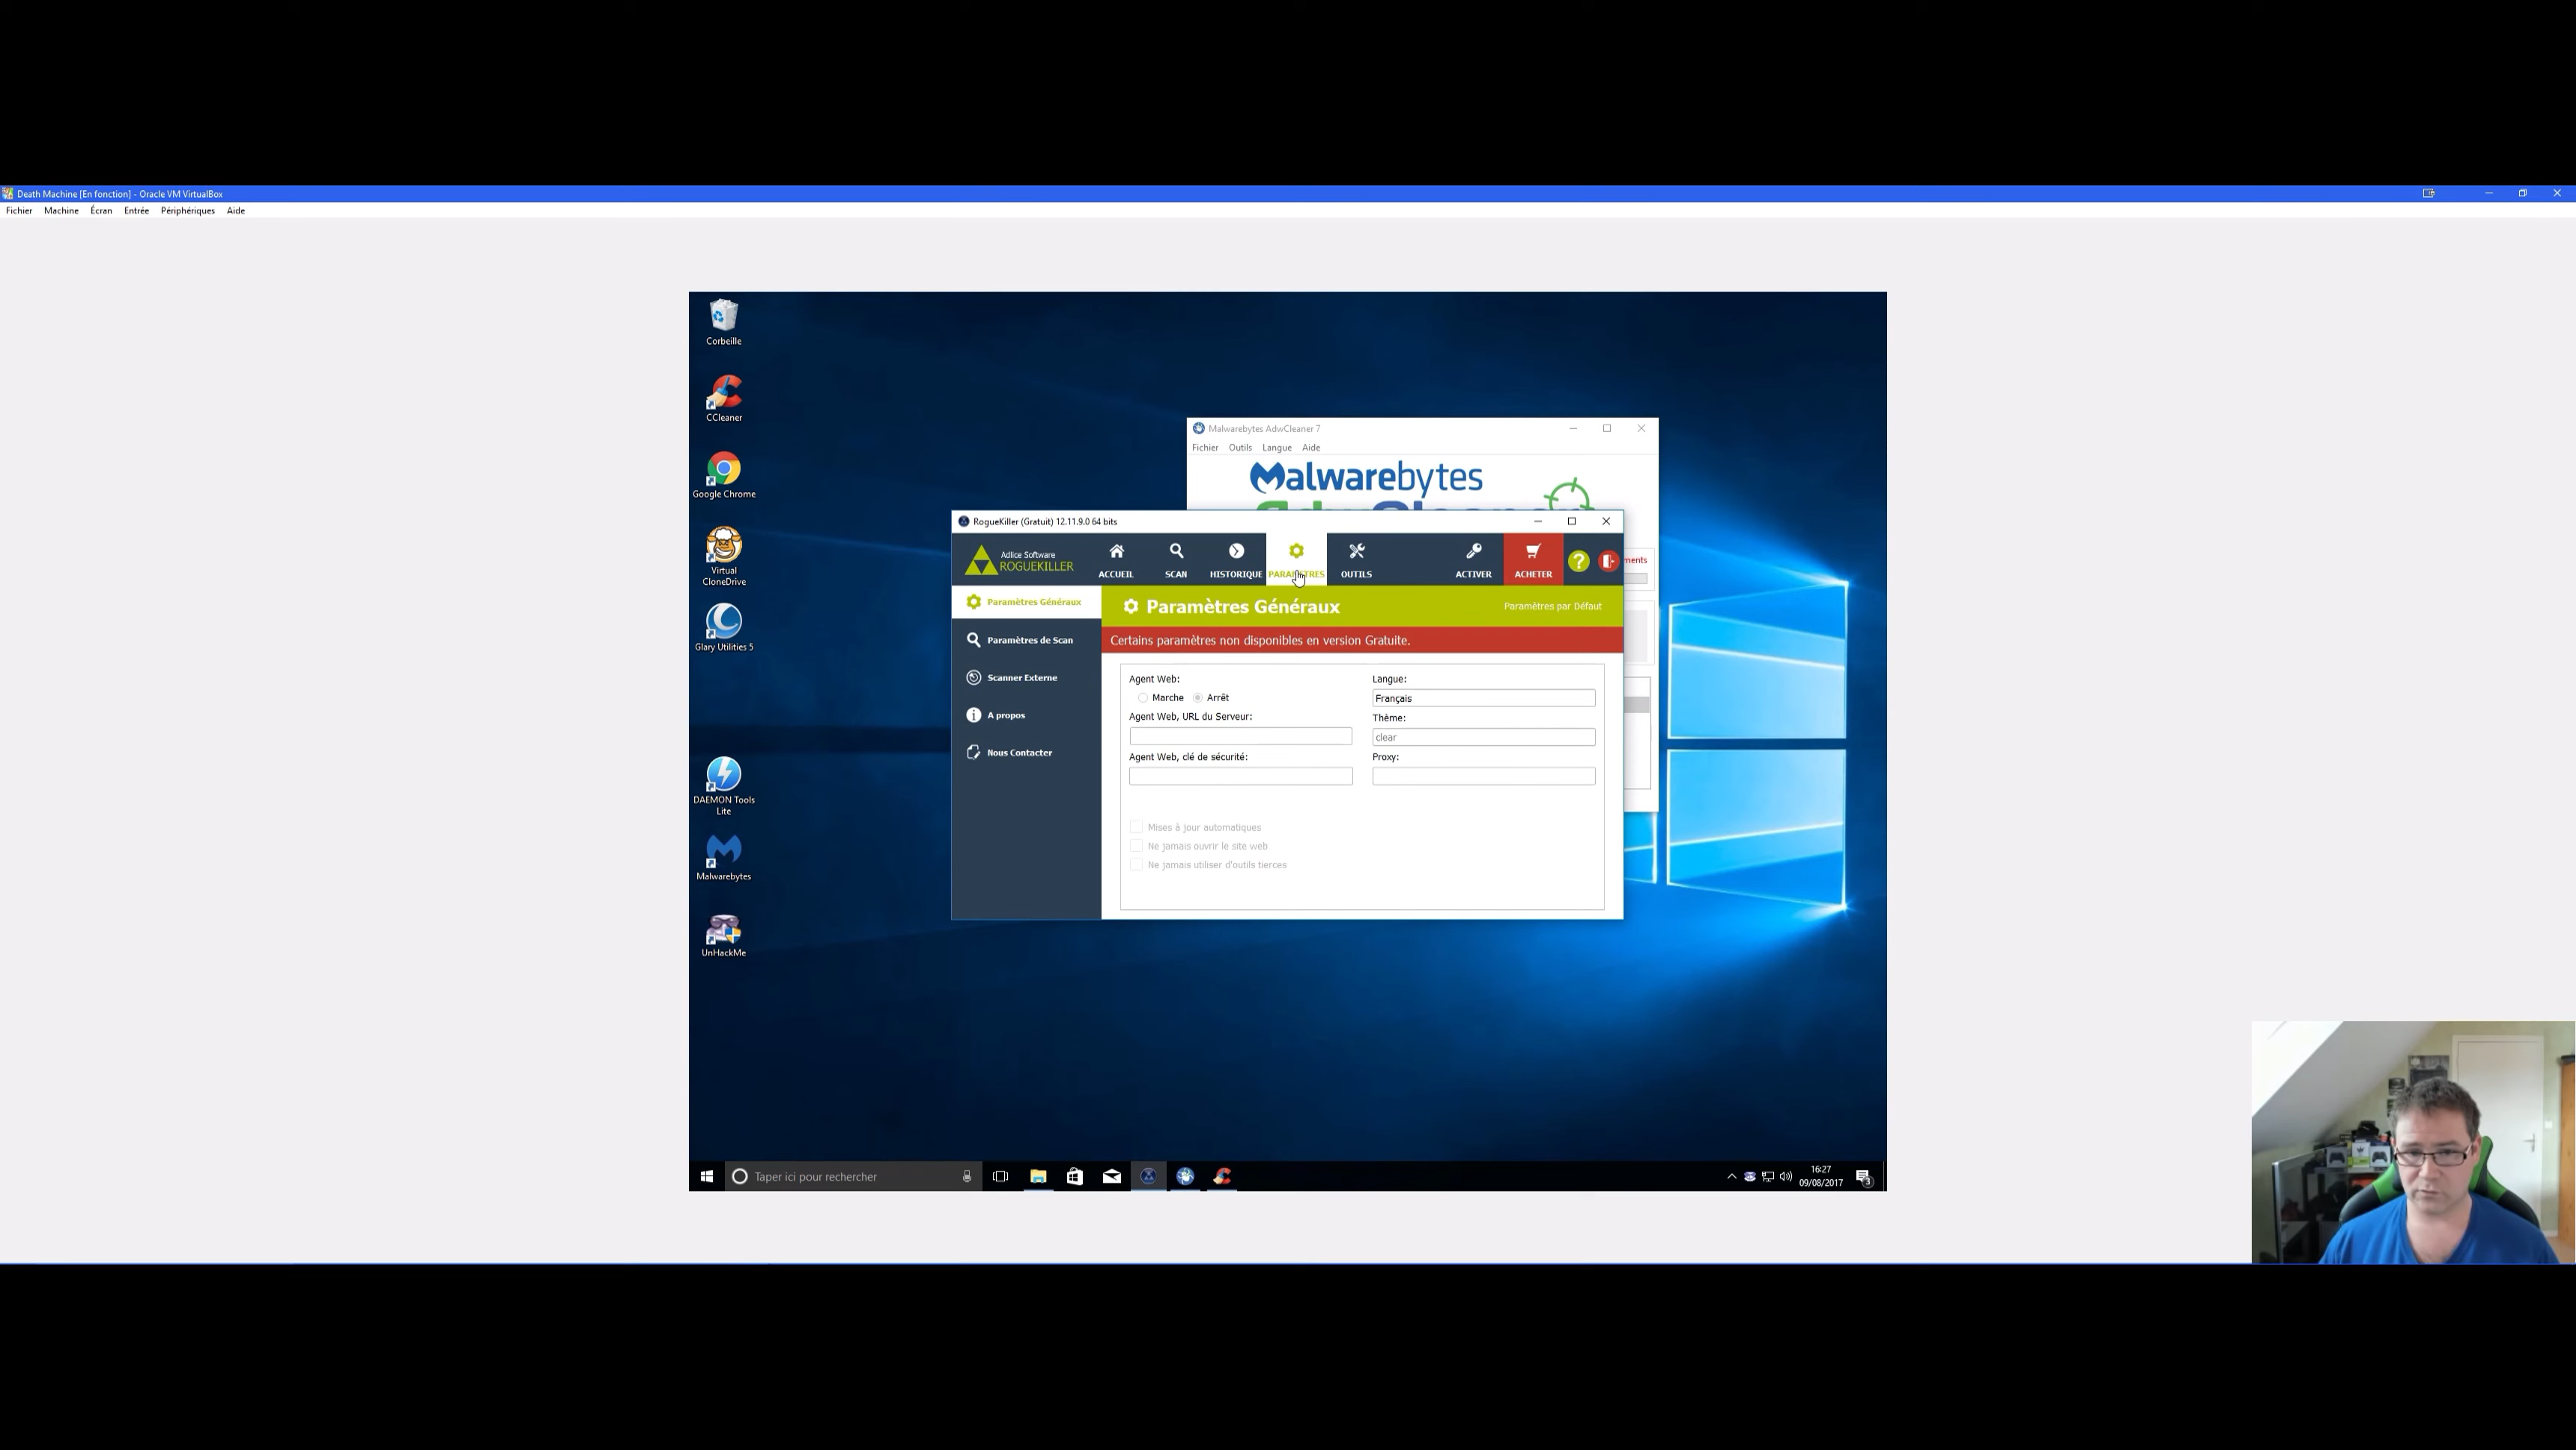 Death Machine [En fonction] - Oracle VM VirtualBox
Fichier Machine Écran Entrée Périphériques Aide
Corbeille
CCleaner
Google Chrome
Virtual
CloneDrive
Glary Utilities 5
DAEMON Tools
Lite
Malwarebytes
UnHackMe
Malwarebytes AdwCleaner 7
Fichier Outils Langue Aide
Malwarebytes
AdwCleaner
ments
RogueKiller (Gratuit) 12.11.9.0 64 bits
Adlice Software
ROGUEKILLER
ACCUEIL SCAN HISTORIQUE PARAMÈTRES OUTILS ACTIVER ACHETER
Paramètres Généraux
Paramètres de Scan
Scanner Externe
A propos
Nous Contacter
Paramètres Généraux Paramètres par Défaut
Certains paramètres non disponibles en version Gratuite.
Agent Web:
Marche Arrêt
Agent Web, URL du Serveur:
Agent Web, clé de sécurité:
Langue:
Français
Thème:
clear
Proxy:
Mises à jour automatiques
Ne jamais ouvrir le site web
Ne jamais utiliser d'outils tierces
Taper ici pour rechercher
16:27
09/08/2017
3